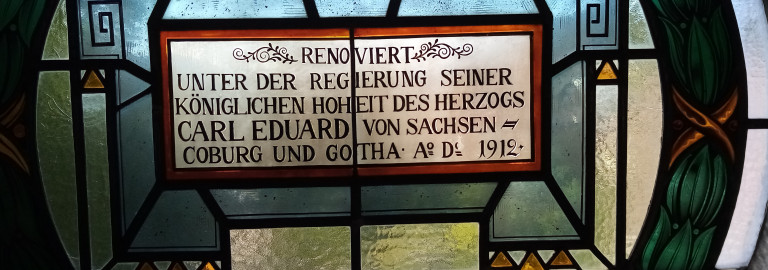 RENOVIERT
UNTER DER REGIERUNG SEINER
KÖNIGLICHEN HOHEIT DES HERZOGS
CARL EDUARD VON SACHSEN =
COBURG UND GOTHA · Aº Dº 1912 ·